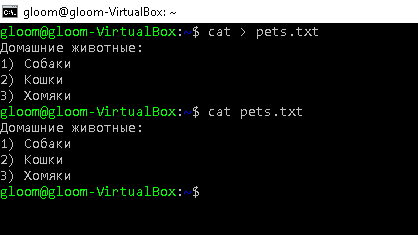 gloom@gloom-VirtualBox: ~
gloom@gloom-VirtualBox:~$ cat > pets.txt
Домашние животные:
1) Собаки
2) Кошки
3) Хомяки
gloom@gloom-VirtualBox:~$ cat pets.txt
Домашние животные:
1) Собаки
2) Кошки
3) Хомяки
gloom@gloom-VirtualBox:~$